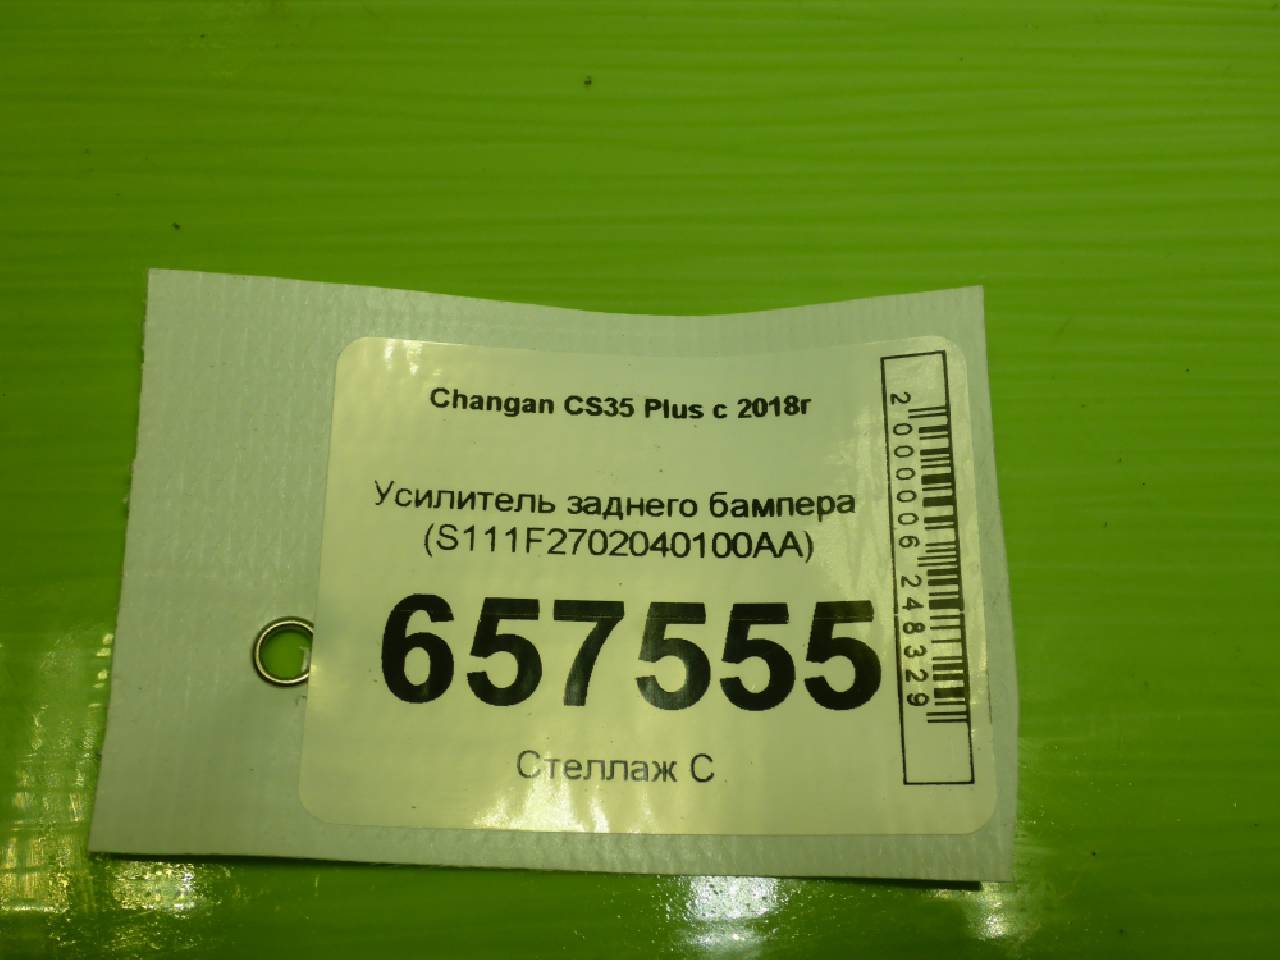 Changan CS35 Plus с 2018г
Усилитель заднего бампера
(S111F2702040100AA)
657555
Стеллаж С
2 000006 248329